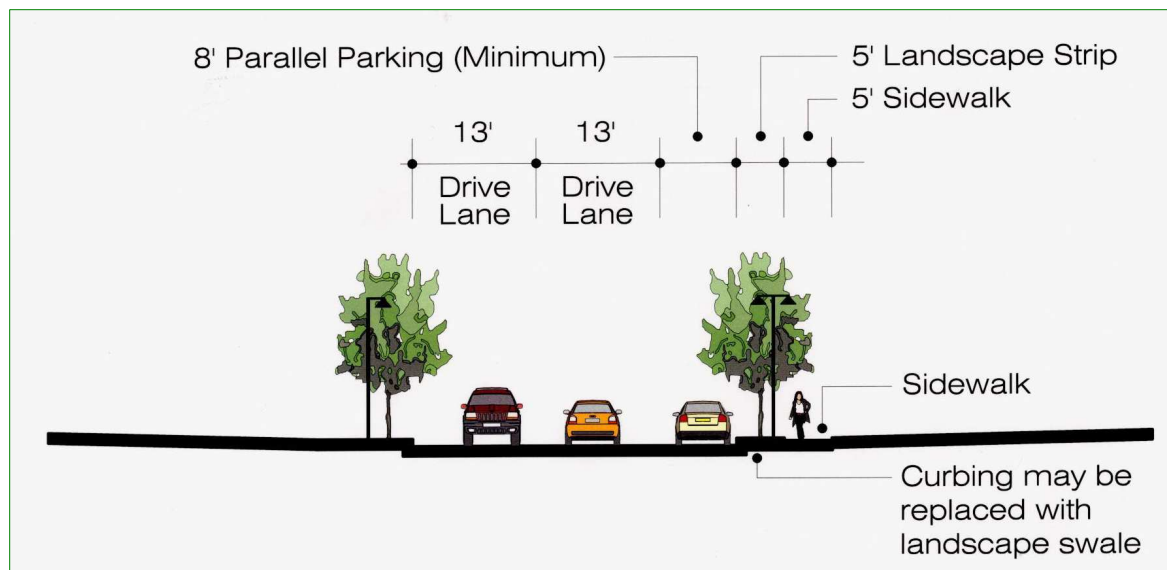 8' Parallel Parking (Minimum)
5' Landscape Strip
5' Sidewalk
13'
13'
Drive
Lane
Drive
Lane
Sidewalk
Curbing may be
replaced with
landscape swale